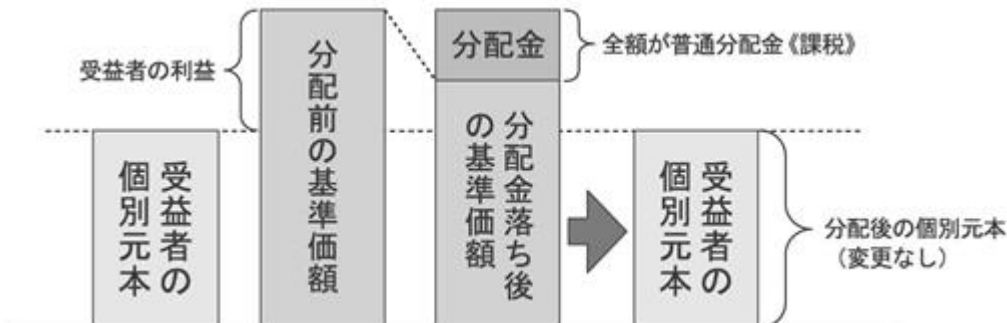 受益者の利益
受益者の
個別元本
分配前の基準価額
分配金
全額が普通分配金《課税》
分配金落ち後
の基準価額
受益者の
個別元本
分配後の個別元本
（変更なし）